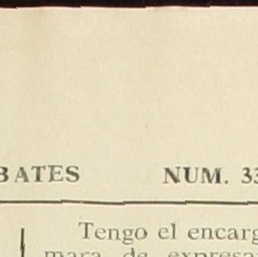 BATES NUM. 33
Tengo el encarg
mara de expresa